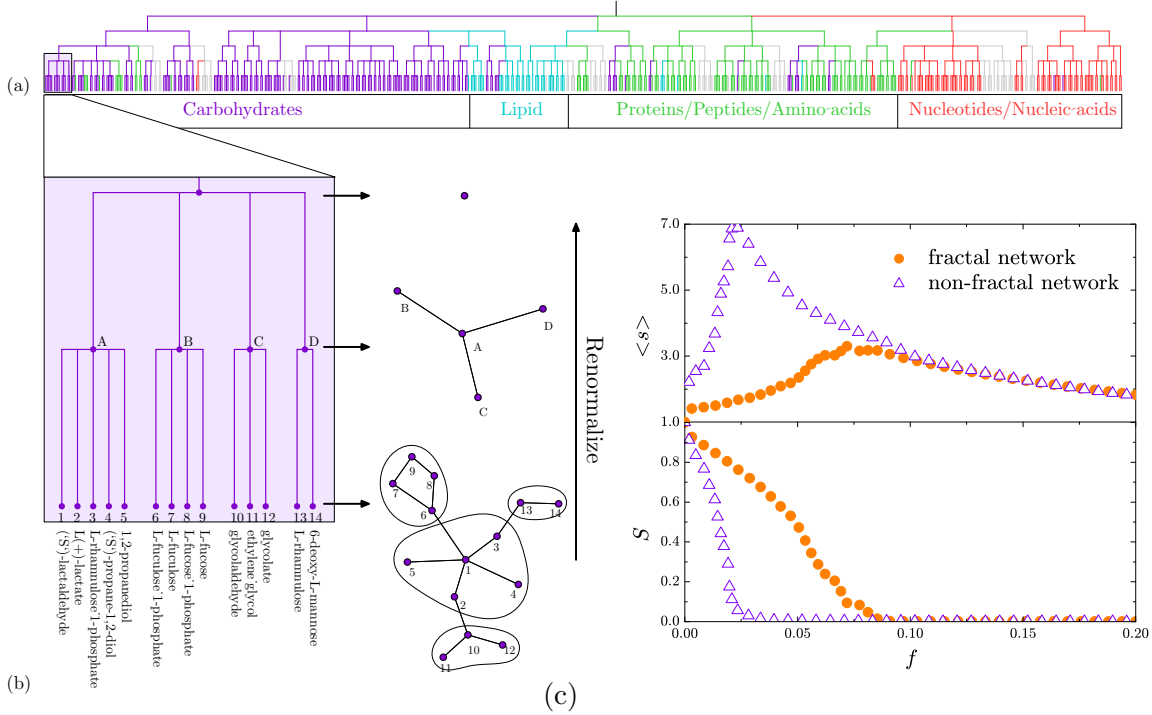 (a)
Carbohydrates
Lipid
Proteins/Peptides/Amino-acids
Nucleotides/Nucleic-acids
A
B
C
D
1 2 3 4 5 6 7 8 9 10 11 12 13 14
('S')-lactaldehyde
L(+)-lactate
L-rhamnulose˙1-phosphate
('S')-propane-1,2-diol
1,2-propanediol
L-fuculose˙1-phosphate
L-fuculose
L-fucose˙1-phosphate
L-fucose
glycolaldehyde
ethylene˙glycol
glycolate
L-rhamnulose
6-deoxy-L-mannose
(b)
B
D
A
C
9
8
7
6
13
14
3
5
1
4
2
10
12
11
Renormalize
7.0
5.0
3.0
1.0
<s>
fractal network
non-fractal network
0.8
0.6
0.4
0.2
0.0
S
0.00 0.05 0.10 0.15 0.20
f
(c)